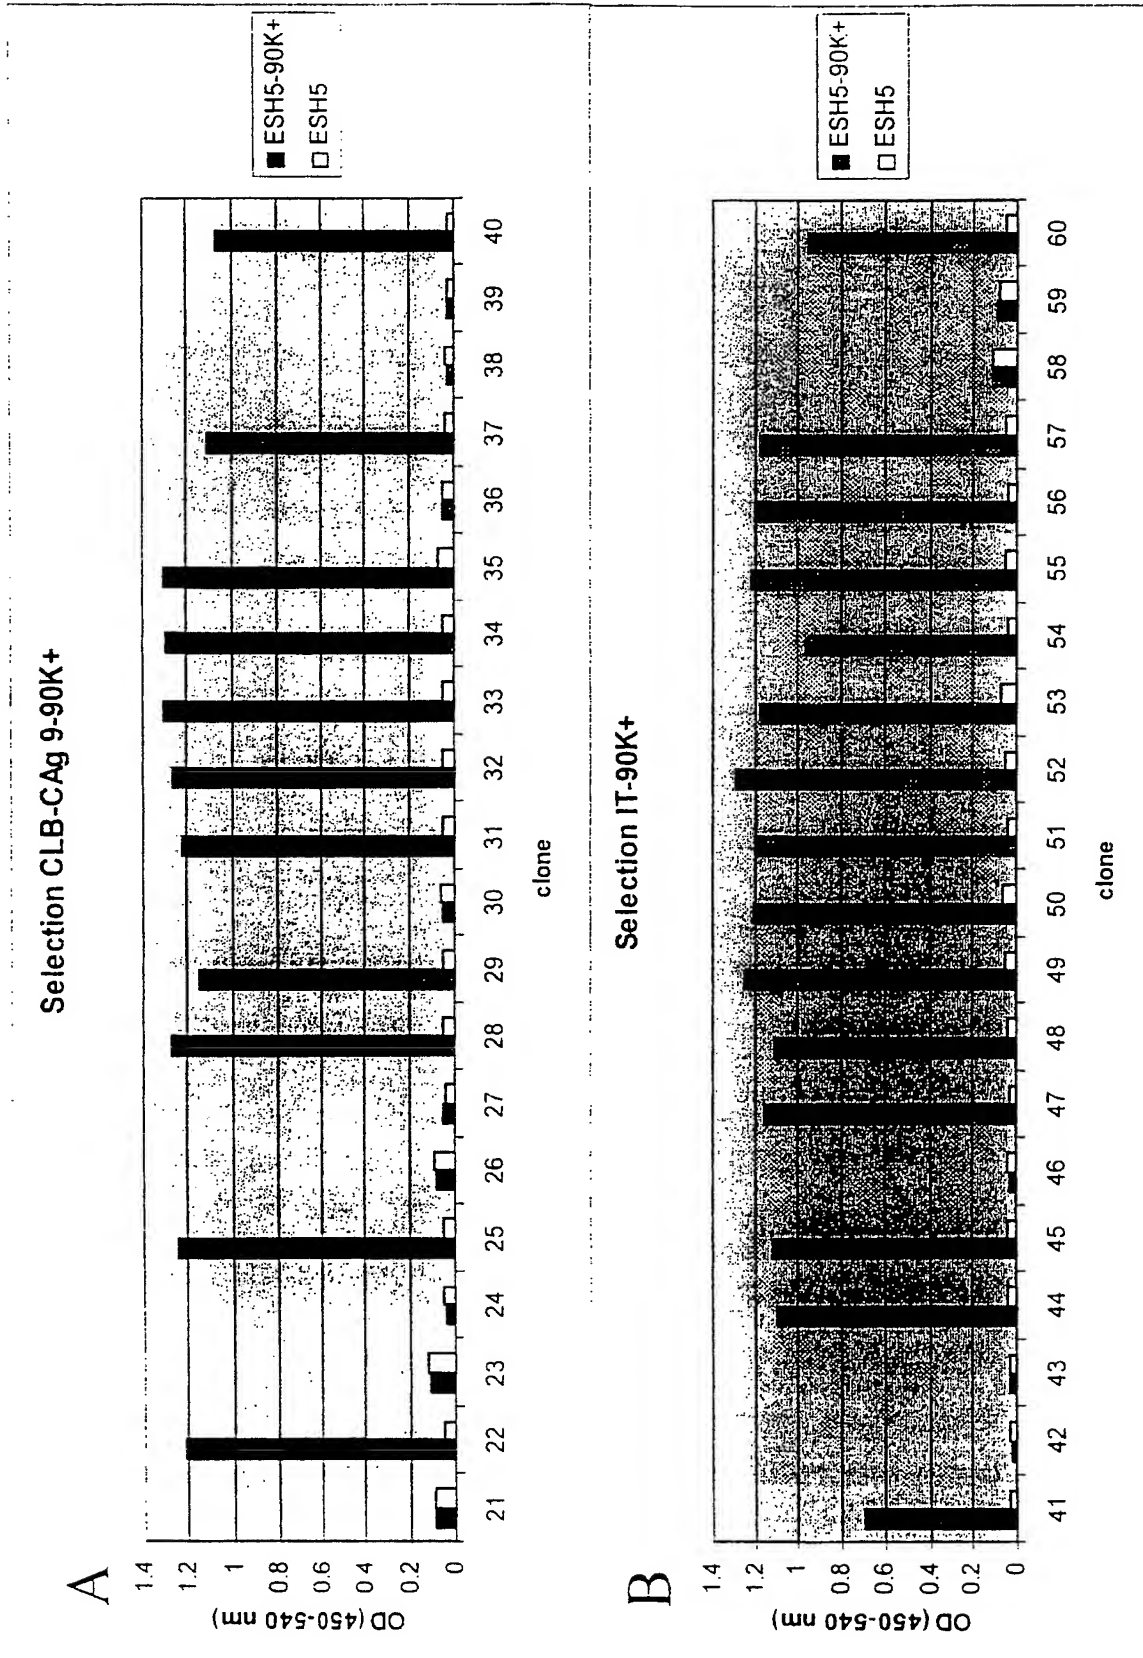 A
Selection CLB-CAg 9-90K+
OD (450-540 nm)
1.4
1.2
1
0.8
0.6
0 4
0.2
0
21 22 23 24 25 26 27 28 29 30 31 32 33 34 35 36 37 38 39 40
clone
ESH5-90K+
ESH5
B
Selection IT-90K+
OD (450-540 nm)
1.4
1.2
1
0.8
0.6
0.4
0.2
0
41 42 43 44 45 46 47 48 49 50 51 52 53 54 55 56 57 58 59 60
clone
ESH5-90K+
ESH5